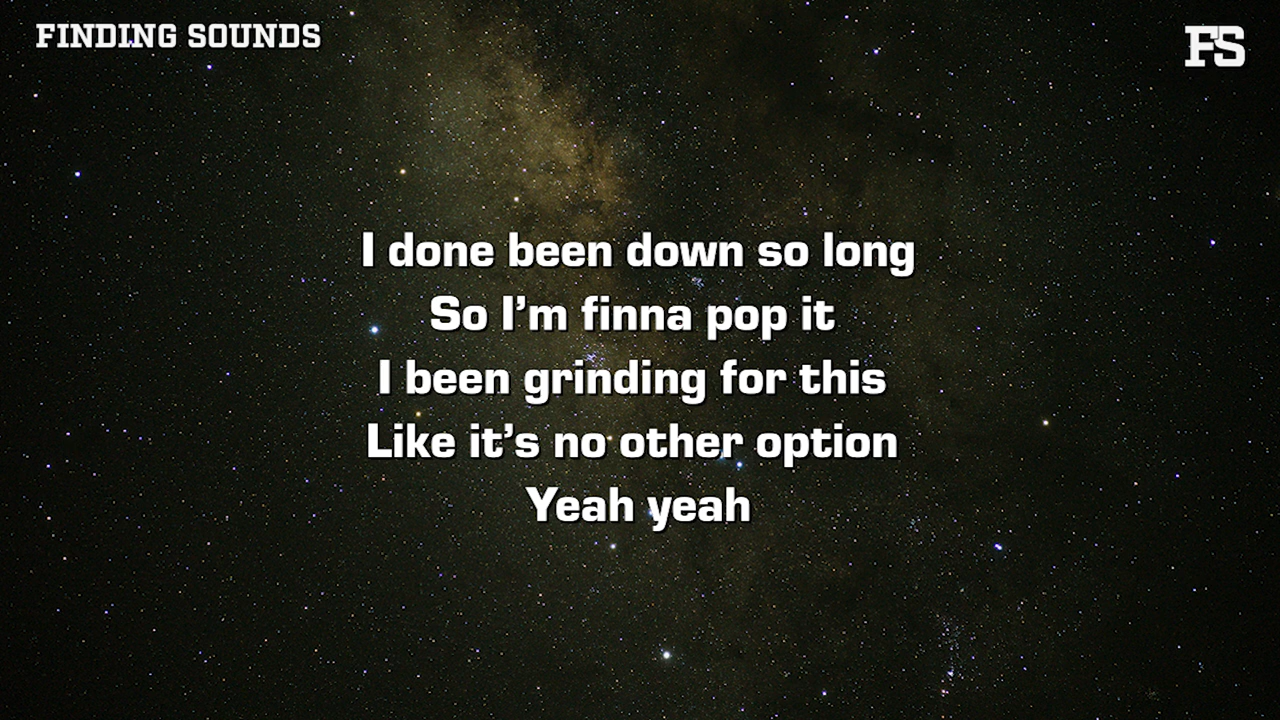 FINDING SOUNDS
FS
I done been down so long
So I’m finna pop it
I been grinding for this
Like it’s no other option
Yeah yeah